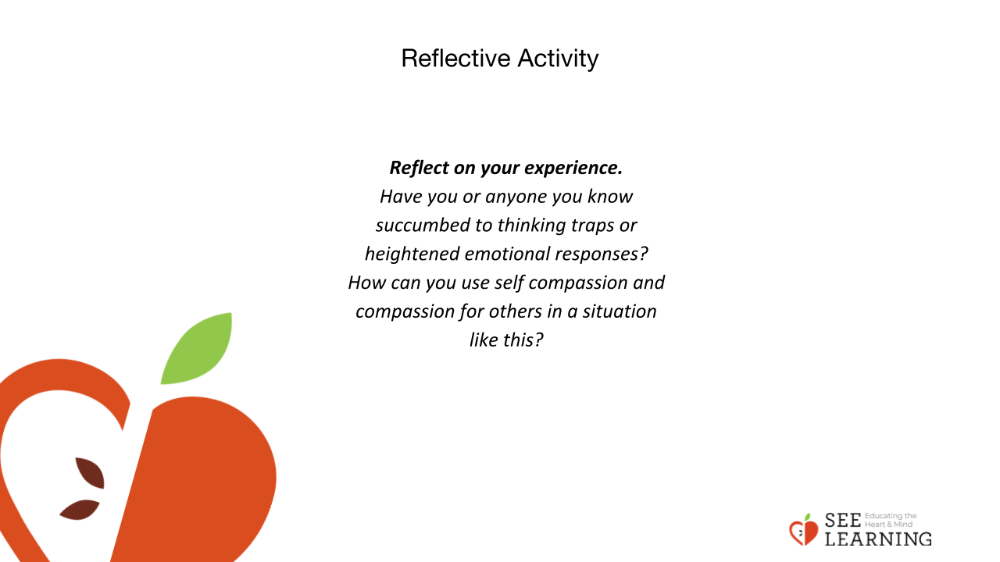 Reflective Activity
Reflect on your experience.
Have you or anyone you know
succumbed to thinking traps or
heightened emotional responses?
How can you use self compassion and
compassion for others in a situation
like this?
SEE Educating the
Heart & Mind
LEARNING